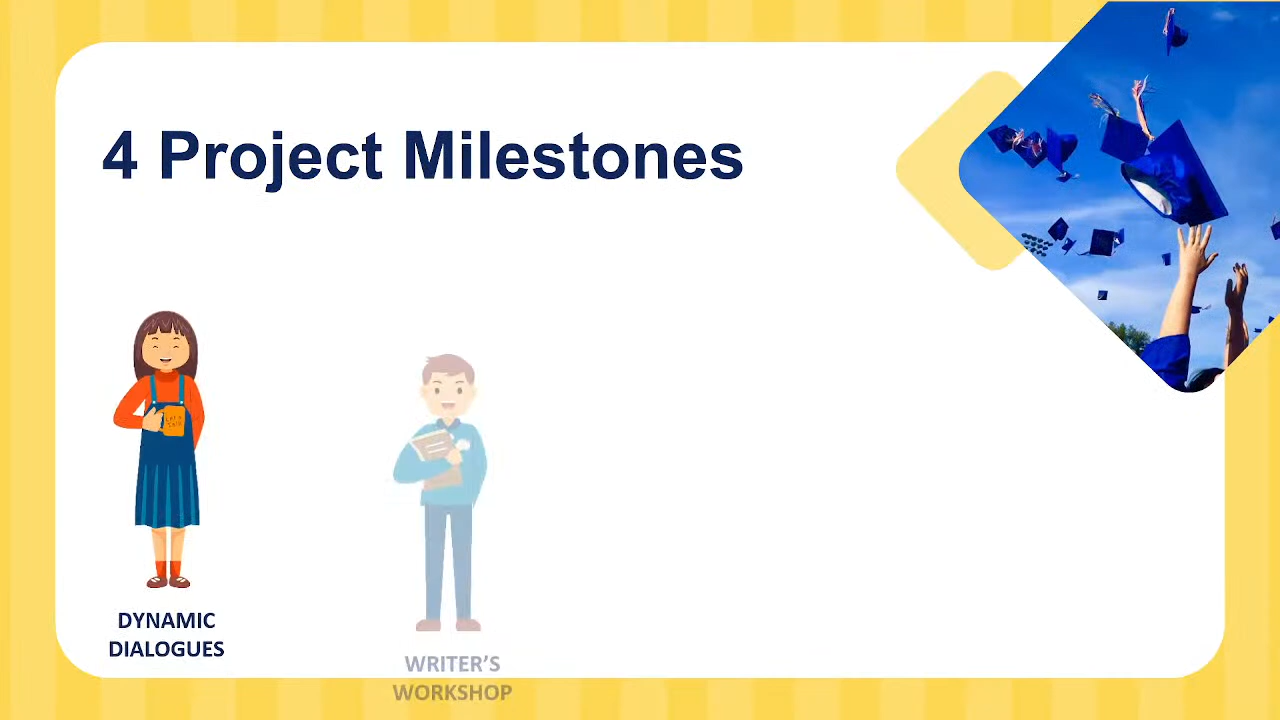 4 Project Milestones
DYNAMIC
DIALOGUES
WRITER'S
WORKSHOP